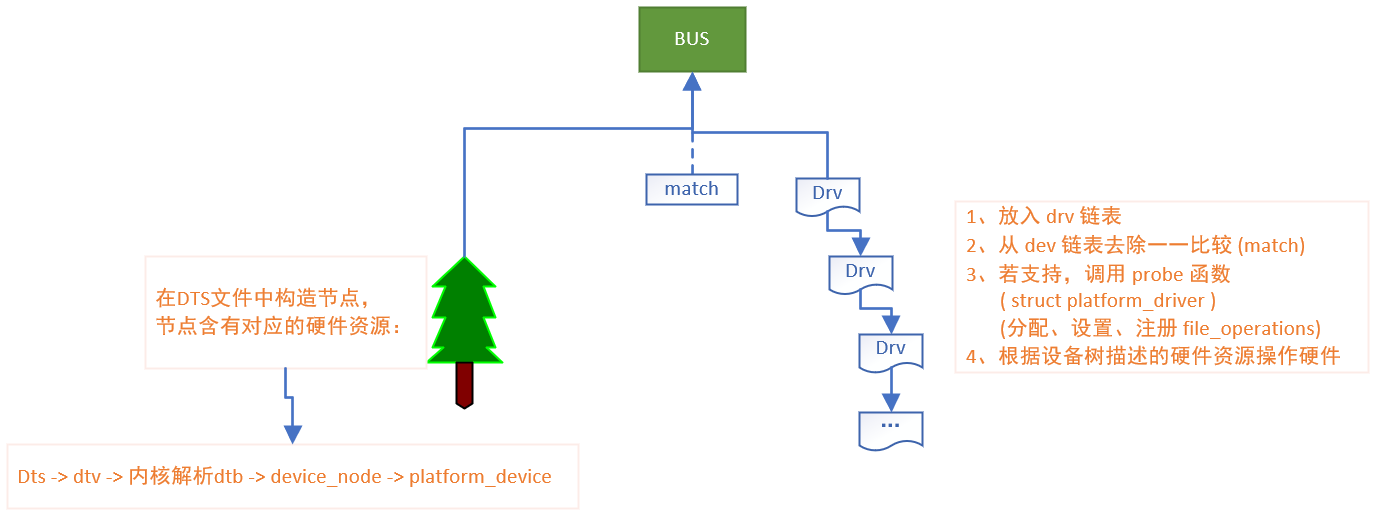 BUS
match
Drv
Drv
Drv
...
在DTS文件中构造节点，
节点含有对应的硬件资源：
Dts -> dtv -> 内核解析dtb -> device_node -> platform_device
1、放入 drv 链表
2、从 dev 链表去除一一比较 (match)
3、若支持，调用 probe 函数
( struct platform_driver )
(分配、设置、注册 file_operations)
4、根据设备树描述的硬件资源操作硬件